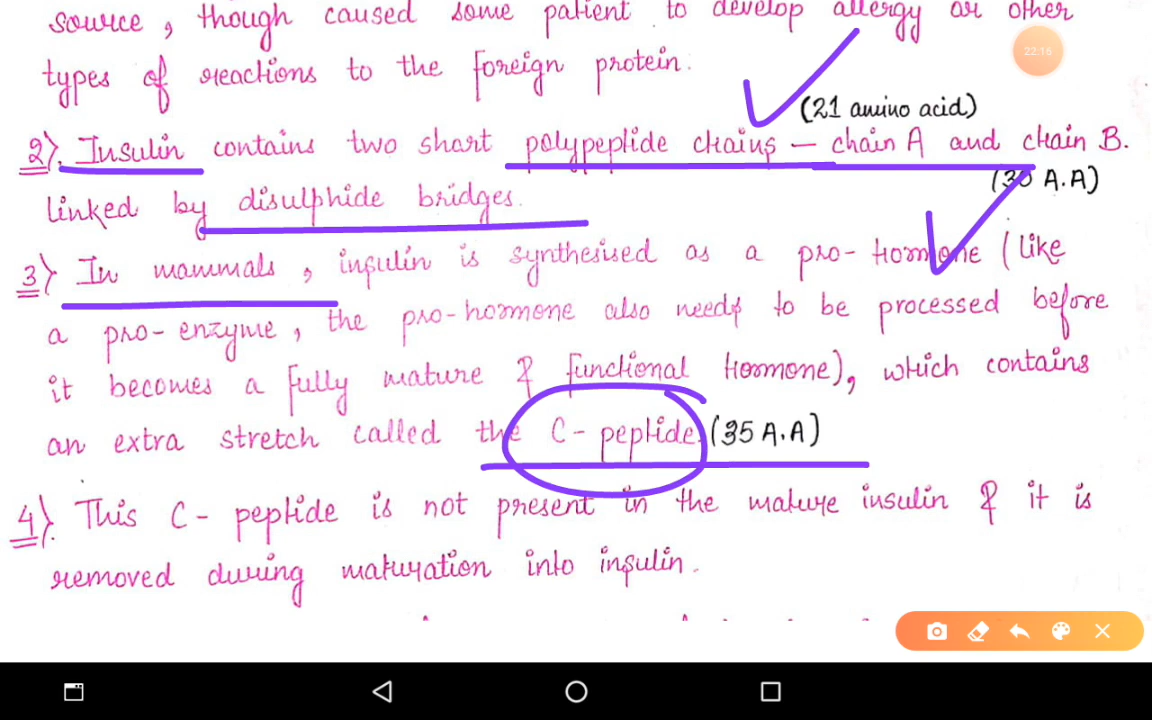 source, though caused some patient to develop allergy or other
22:15
types of reactions to the foreign protein.
(21 amino acid)
2). Insulin contains two short polypeptide chains – chain A and chain B.
(30 A.A)
linked by disulphide bridges.
3) In mammals, insulin is synthesised as a pro-hormone (like
a pro-enzyme, the pro-hormone also needs to be processed before
it becomes a fully mature & functional Hormone), which contains
an extra stretch called the C-peptide. (35 A.A)
4). This C-peptide is not present in the mature insulin & it is
removed during maturation into insulin.